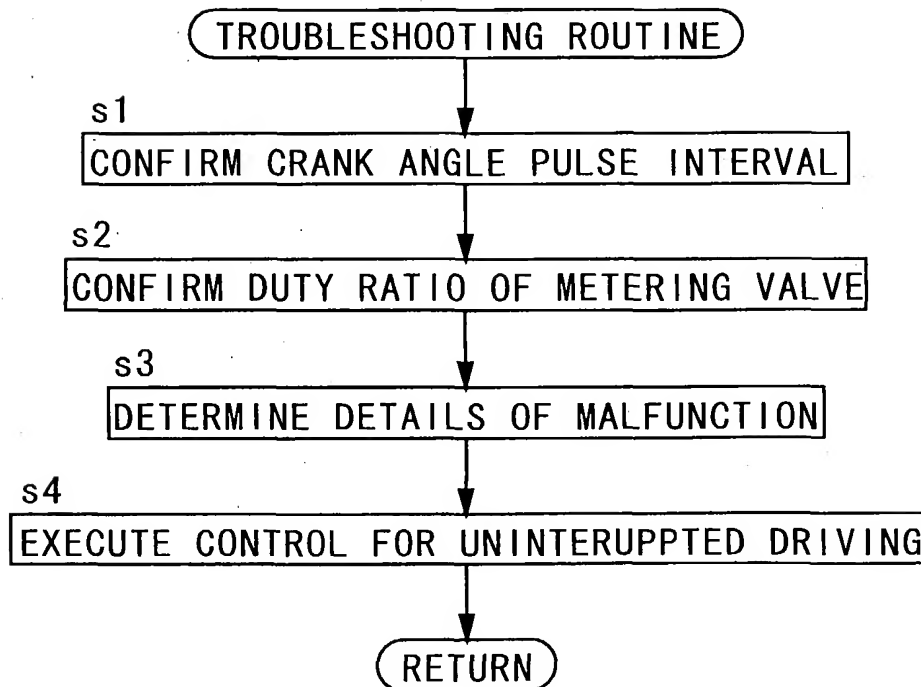 TROUBLESHOOTING ROUTINE
s1
CONFIRM CRANK ANGLE PULSE INTERVAL
s2
CONFIRM DUTY RATIO OF METERING VALVE
s3
DETERMINE DETAILS OF MALFUNCTION
s4
EXECUTE CONTROL FOR UNINTERUPPTED DRIVING
RETURN